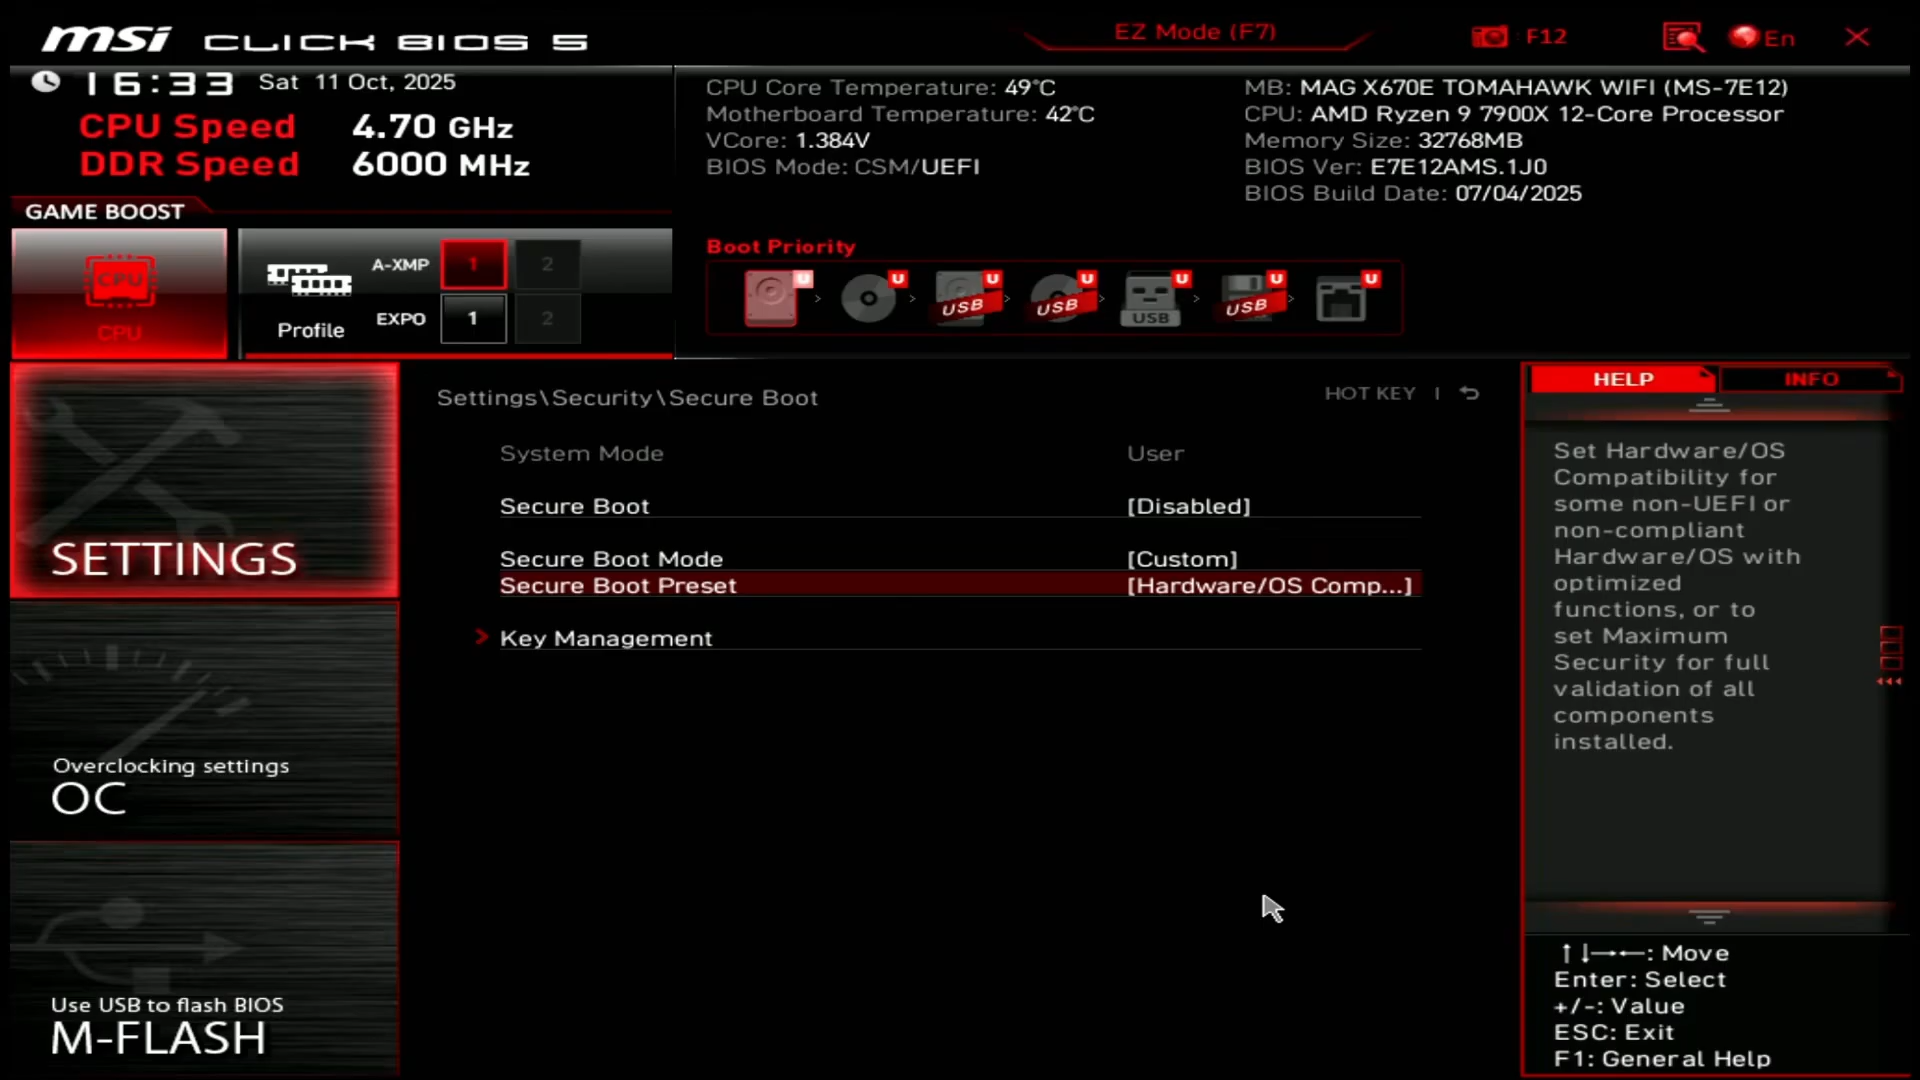 msi CLICK BIOS 5
EZ Mode (F7)
F12
En
16:33 Sat 11 Oct, 2025
CPU Speed 4.70 GHz
DDR Speed 6000 MHz
CPU Core Temperature: 49°C
Motherboard Temperature: 42°C
VCore: 1.384V
BIOS Mode: CSM/UEFI
MB: MAG X670E TOMAHAWK WIFI (MS-7E12)
CPU: AMD Ryzen 9 7900X 12-Core Processor
Memory Size: 32768MB
BIOS Ver: E7E12AMS.1J0
BIOS Build Date: 07/04/2025
GAME BOOST
CPU
CPU
Profile
A-XMP 1 2
EXPO 1 2
Boot Priority
U U U U U U U
USB USB USB USB
SETTINGS
Overclocking settings
OC
Use USB to flash BIOS
M-FLASH
Settings\Security\Secure Boot
HOT KEY |
System Mode User
Secure Boot [Disabled]
Secure Boot Mode [Custom]
Secure Boot Preset [Hardware/OS Comp...]
> Key Management
HELP INFO
Set Hardware/OS
Compatibility for
some non-UEFI or
non-compliant
Hardware/OS with
optimized
functions, or to
set Maximum
Security for full
validation of all
components
installed.
↑↓→←: Move
Enter: Select
+/-: Value
ESC: Exit
F1: General Help